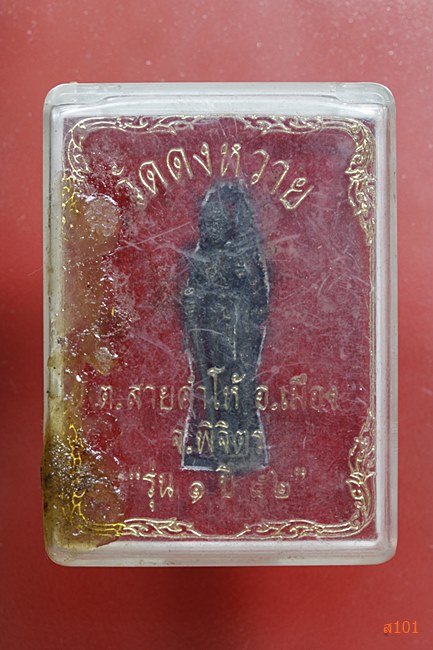 วัดดงหวาย
ต.สายคำโห้ อ.เมือง
จ.พิจิตร
"รุ่น ๑ ปี ๔๒"
ส101